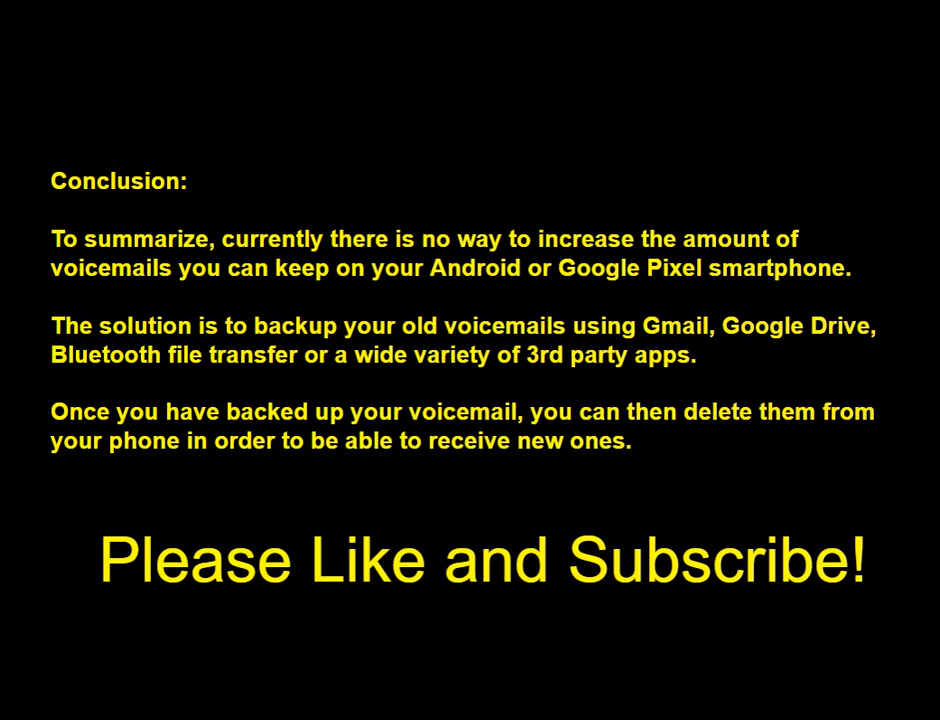 Conclusion:
To summarize, currently there is no way to increase the amount of
voicemails you can keep on your Android or Google Pixel smartphone.
The solution is to backup your old voicemails using Gmail, Google Drive,
Bluetooth file transfer or a wide variety of 3rd party apps.
Once you have backed up your voicemail, you can then delete them from
your phone in order to be able to receive new ones.
Please Like and Subscribe!